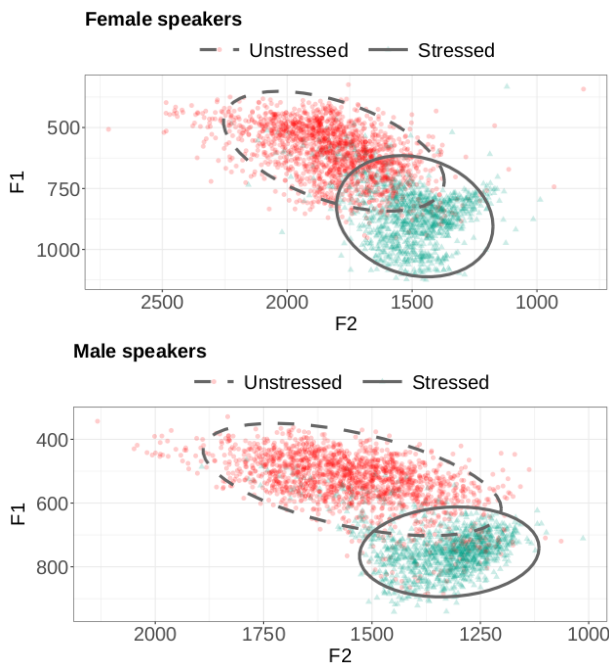 Female speakers
Unstressed Stressed
500
750
1000
F1
2500 2000 1500 1000
F2
Male speakers
Unstressed Stressed
400
600
800
F1
2000 1750 1500 1250 1000
F2